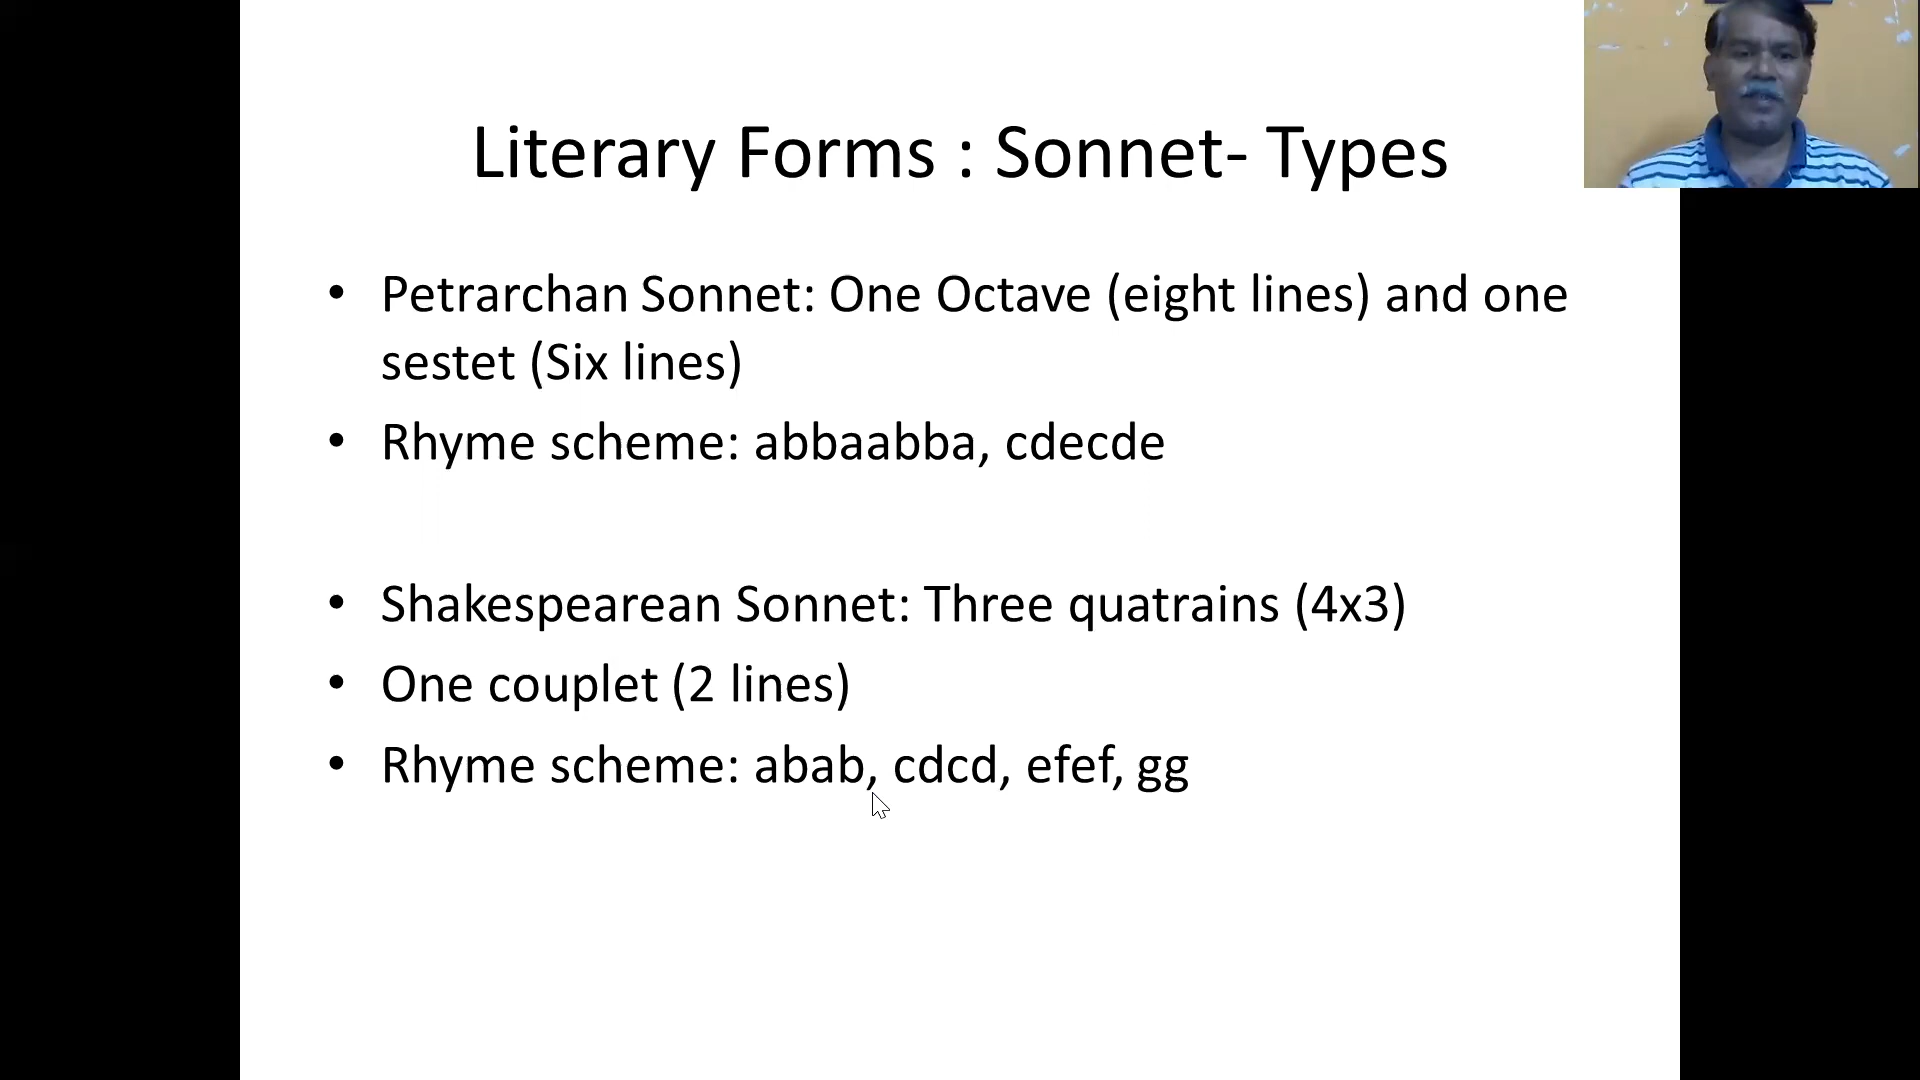 Literary Forms : Sonnet- Types
• Petrarchan Sonnet: One Octave (eight lines) and one
sestet (Six lines)
• Rhyme scheme: abbaabba, cdecde
• Shakespearean Sonnet: Three quatrains (4x3)
• One couplet (2 lines)
• Rhyme scheme: abab, cdcd, efef, gg